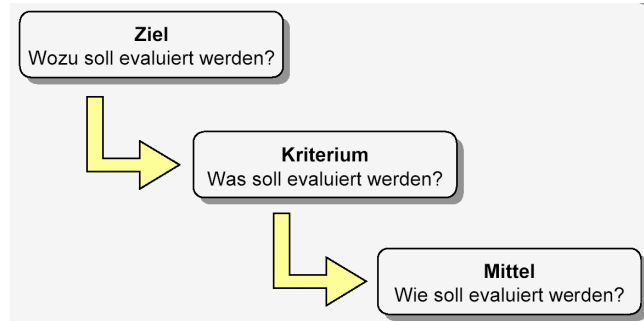 Ziel
Wozu soll evaluiert werden?
Kriterium
Was soll evaluiert werden?
Mittel
Wie soll evaluiert werden?